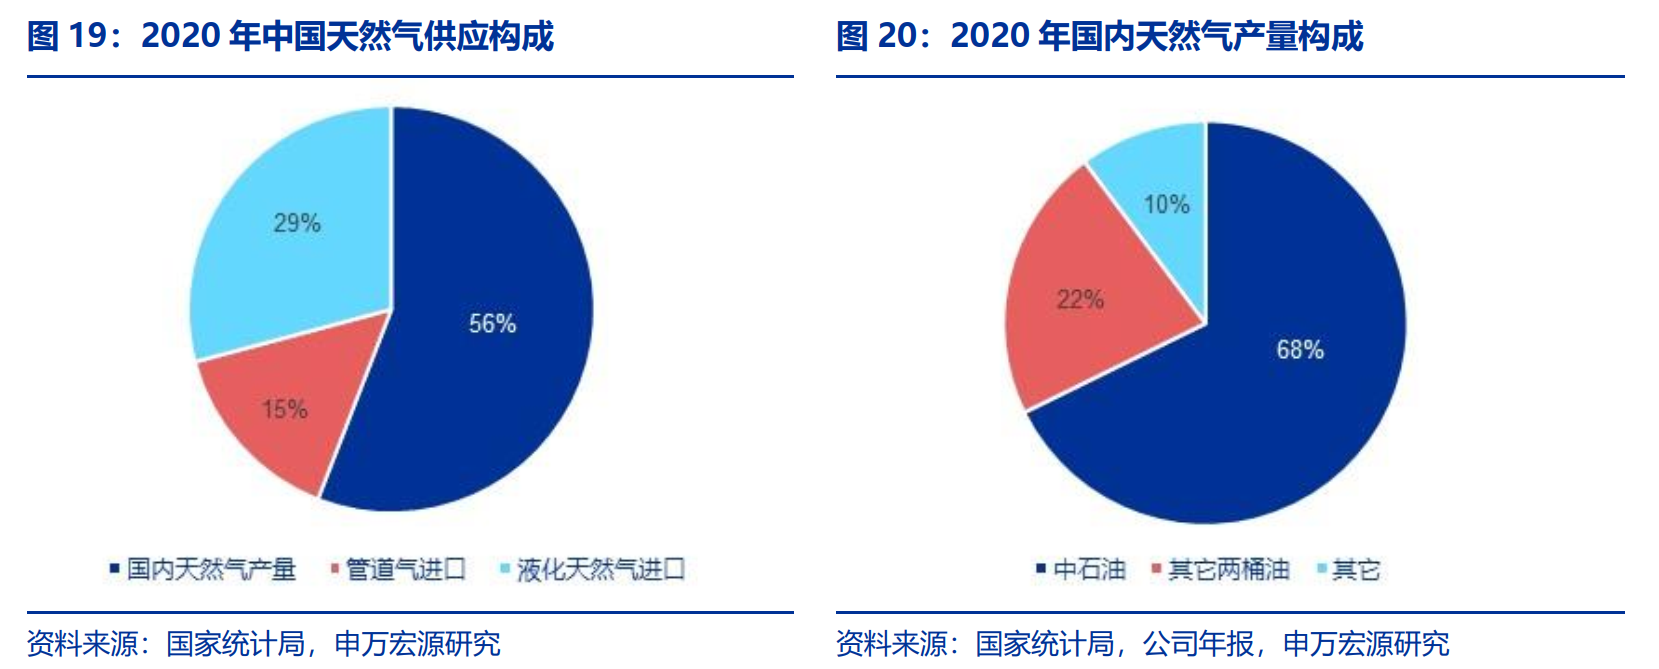 图 19：2020 年中国天然气供应构成
29%
56%
15%
国内天然气产量 管道气进口 液化天然气进口
资料来源：国家统计局，申万宏源研究
图 20：2020 年国内天然气产量构成
10%
22%
68%
中石油 其它两桶油 其它
资料来源：国家统计局，公司年报，申万宏源研究